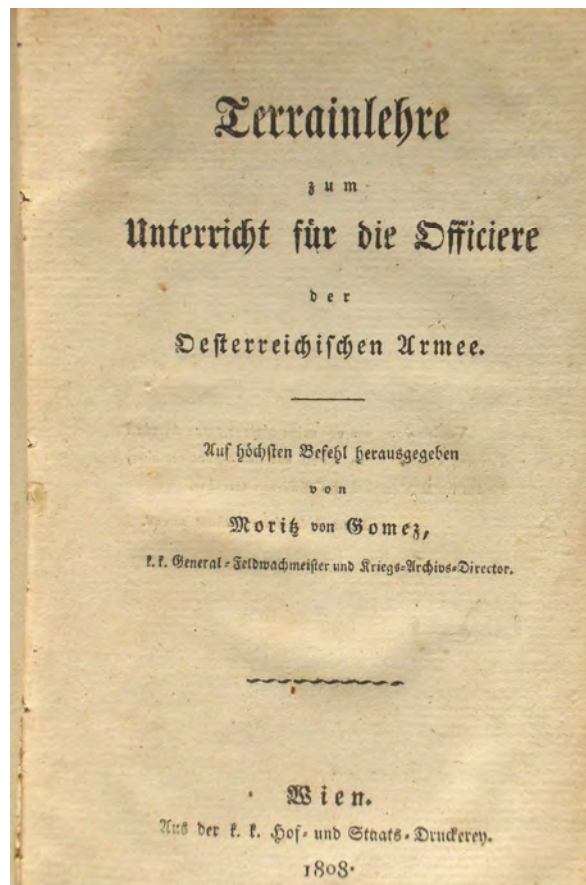 Terrainlehre
zum
Unterricht für die Officiere
der
Oesterreichischen Armee.
Auf höchsten Befehl herausgegeben
von
Moritz von Gomez,
k. k. General-Feldwachmeister und Kriegs-Archivs-Director.
Wien.
Aus der k. k. Hof- und Staats-Druckerey.
1808.